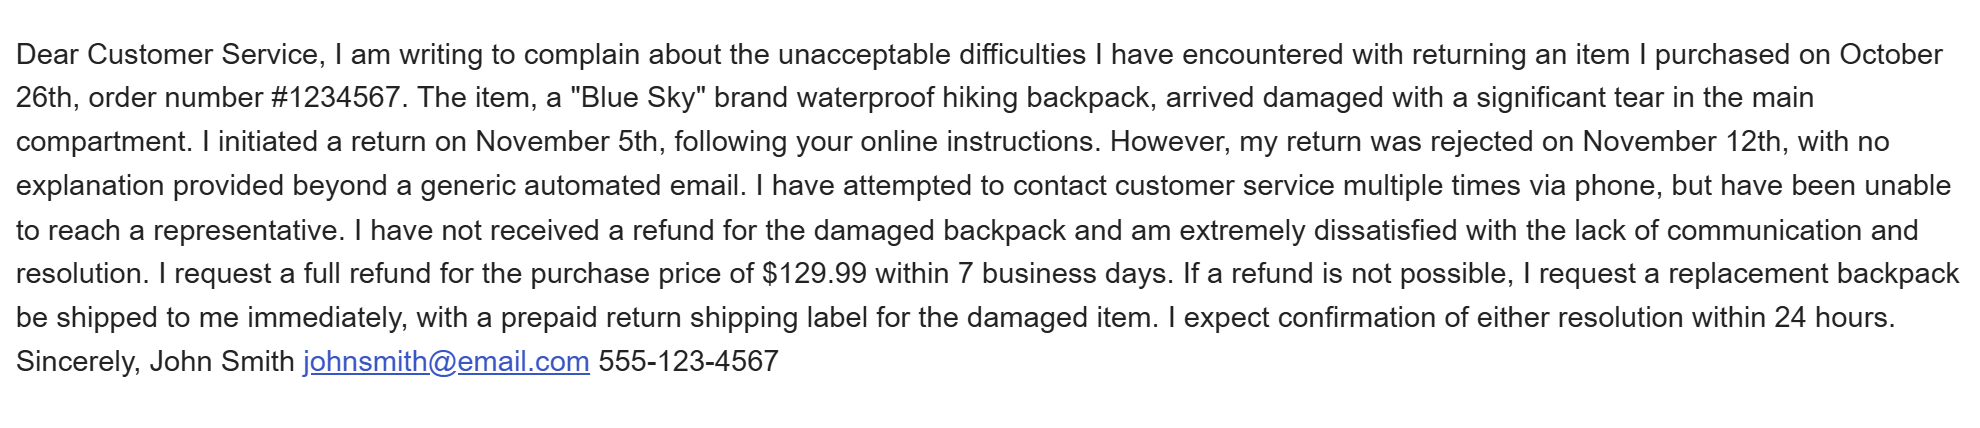 Dear Customer Service, I am writing to complain about the unacceptable difficulties I have encountered with returning an item I purchased on October
26th, order number #1234567. The item, a "Blue Sky" brand waterproof hiking backpack, arrived damaged with a significant tear in the main
compartment. I initiated a return on November 5th, following your online instructions. However, my return was rejected on November 12th, with no
explanation provided beyond a generic automated email. I have attempted to contact customer service multiple times via phone, but have been unable
to reach a representative. I have not received a refund for the damaged backpack and am extremely dissatisfied with the lack of communication and
resolution. I request a full refund for the purchase price of $129.99 within 7 business days. If a refund is not possible, I request a replacement backpack
be shipped to me immediately, with a prepaid return shipping label for the damaged item. I expect confirmation of either resolution within 24 hours.
Sincerely, John Smith johnsmith@email.com 555-123-4567